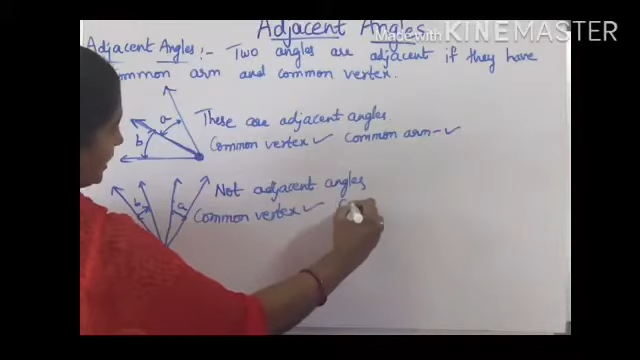 Adjacent Angles
Made with KINEMASTER
Adjacent Angles :- Two angles are adjacent if they have
common arm and common vertex.
a
b
These are adjacent angles.
Common vertex ✓ Common arm - ✓
b
a
Not adjacent angles
Common vertex ✓